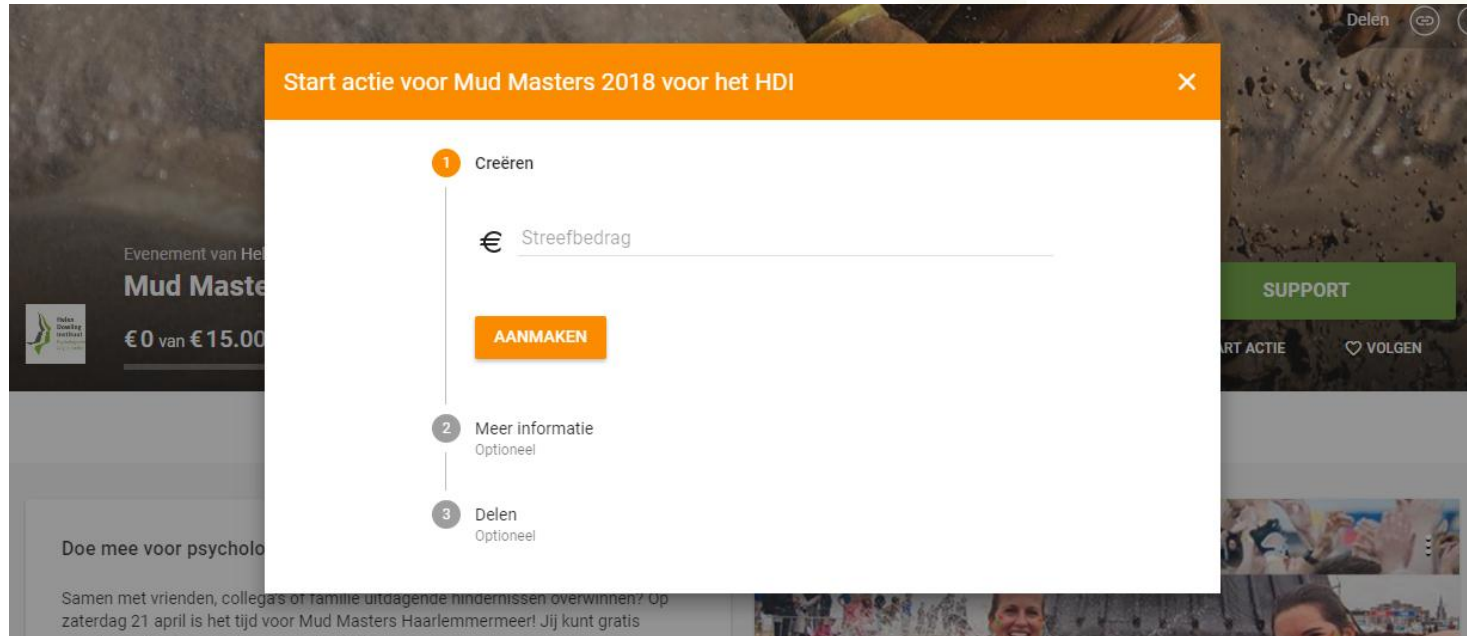 Delen
Start actie voor Mud Masters 2018 voor het HDI
1 Creëren
€ Streefbedrag
Evenement van Hel
Mud Maste
SUPPORT
€ 0 van € 15.00
AANMAKEN
RT ACTIE
VOLGEN
2 Meer informatie
Optioneel
3 Delen
Optioneel
Doe mee voor psycholo
Samen met vrienden, collega's of familie uitdagende hindernissen overwinnen? Op
zaterdag 21 april is het tijd voor Mud Masters Haarlemmermeer! Jij kunt gratis